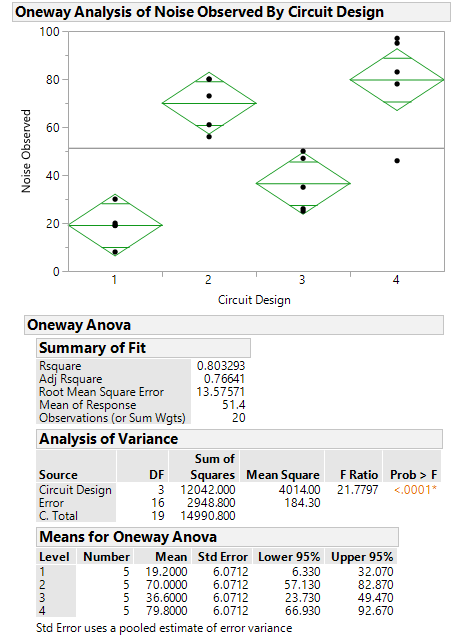 Oneway Analysis of Noise Observed By Circuit Design
100
80
60
40
20
0
Noise Observed
1 2 3 4
Circuit Design
Oneway Anova
Summary of Fit
Rsquare 0.803293
Adj Rsquare 0.76641
Root Mean Square Error 13.57571
Mean of Response 51.4
Observations (or Sum Wgts) 20
Analysis of Variance
Sum of
Source DF Squares Mean Square F Ratio Prob > F
Circuit Design 3 12042.000 4014.00 21.7797 <.0001*
Error 16 2948.800 184.30
C. Total 19 14990.800
Means for Oneway Anova
Level Number Mean Std Error Lower 95% Upper 95%
1 5 19.2000 6.0712 6.330 32.070
2 5 70.0000 6.0712 57.130 82.870
3 5 36.6000 6.0712 23.730 49.470
4 5 79.8000 6.0712 66.930 92.670
Std Error uses a pooled estimate of error variance